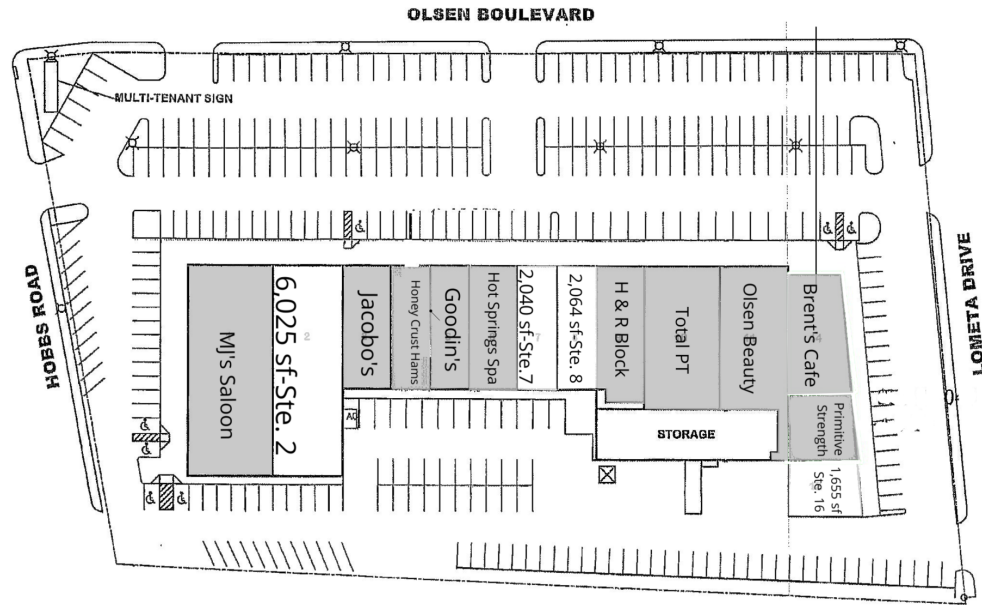 OLSEN BOULEVARD
MULTI-TENANT SIGN
HOBBS ROAD
LOMETA DRIVE
MJ's Saloon
6,025 sf-Ste. 2
Jacobo's
Honey Crust Hams
Goodin's
Hot Springs Spa
2,040 sf-Ste.7
2,064 sf-Ste. 8
H & R Block
Total PT
Olsen Beauty
Brent's Cafe
Primitive
Strength
1,655 sf
Ste. 16
STORAGE